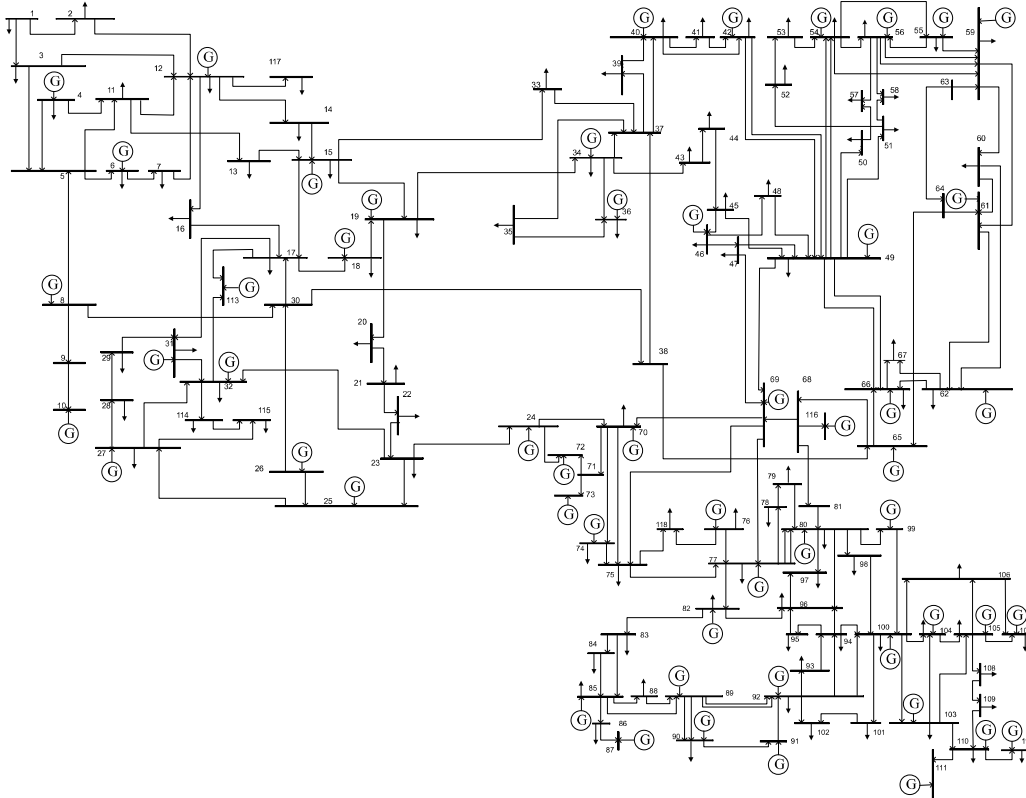 1 2
G G G G G 59 G
40 41 42 53 54 56 55
3 12 117 39
G G 63
4 11 33 52 57 58
14 44 51 60
G 37 50
15 34 43
5 6 7 13 G 48 64 G 61
G G 45
19 36 G
16 35 46 47 G
G 49
17 18
G 113 G
8 30
20
31 38 67
9 29 G G
32 21 69 68 66 62
28 22 G G G
10 114 115 24 70 116 G
G 72 G G 65
27 26 G 23 71 G
G G 73 79
25 G 78 81
G G 118 76 80 99 G
74 77 G 98
75 G 97 106
82 96 100 104 G 105 G G
G 83 95 94 G
84 93 108
G G 103 109
85 88 89 92 G
G 86 G 102 101 110 G G
87 G 90 91
G 111
G